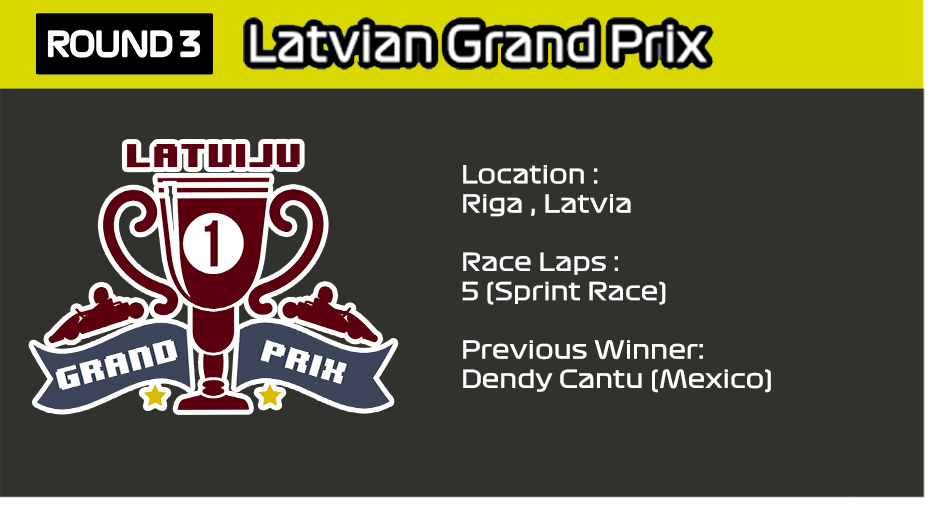 ROUND 3
Latvian Grand Prix
LATVIJU
1
GRAND
PRIX
Location :
Riga , Latvia
Race Laps :
5 (Sprint Race)
Previous Winner:
Dendy Cantu (Mexico)